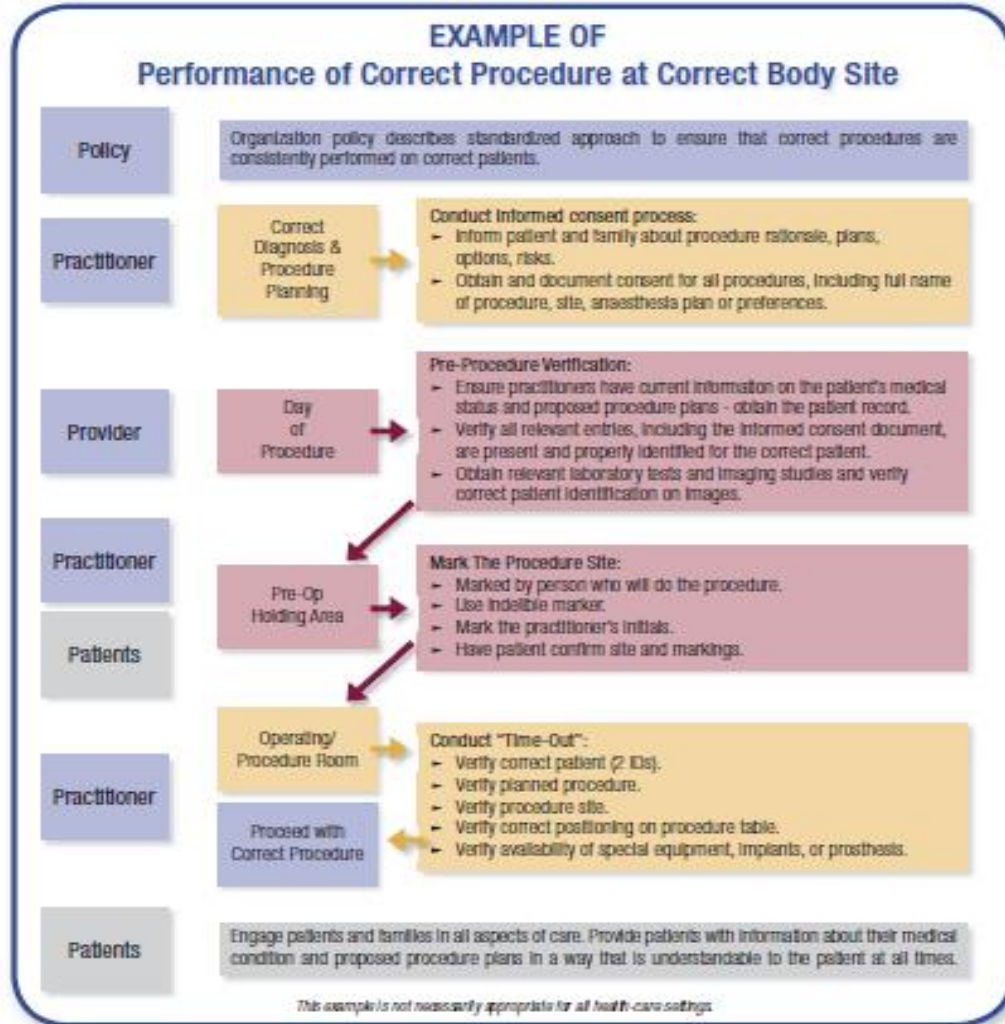 EXAMPLE OF
Performance of Correct Procedure at Correct Body Site
Policy
Organization policy describes standardized approach to ensure that correct procedures are
consistently performed on correct patients.
Practitioner
Correct
Diagnosis &
Procedure
Planning
Conduct Informed consent process:
► Inform patient and family about procedure rationale, plans,
options, risks.
► Obtain and document consent for all procedures, including full name
of procedure, site, anaesthesia plan or preferences.
Provider
Day
of
Procedure
Pre-Procedure Verification:
► Ensure practitioners have current information on the patient's medical
status and proposed procedure plans - obtain the patient record.
► Verify all relevant entries, including the informed consent document,
are present and properly identified for the correct patient.
► Obtain relevant laboratory tests and imaging studies and verify
correct patient identification on images.
Practitioner
Patients
Pre-Op
Holding Area
Mark The Procedure Site:
► Marked by person who will do the procedure.
► Use indelible marker.
► Mark the practitioner's initials.
► Have patient confirm site and markings.
Practitioner
Operating/
Procedure Room
Conduct "Time-Out":
► Verify correct patient (2 IDs).
► Verify planned procedure.
► Verify procedure site.
► Verify correct positioning on procedure table.
► Verify availability of special equipment, implants, or prosthesis.
Proceed with
Correct Procedure
Patients
Engage patients and families in all aspects of care. Provide patients with information about their medical
condition and proposed procedure plans in a way that is understandable to the patient at all times.
This example is not necessarily appropriate for all health-care settings.